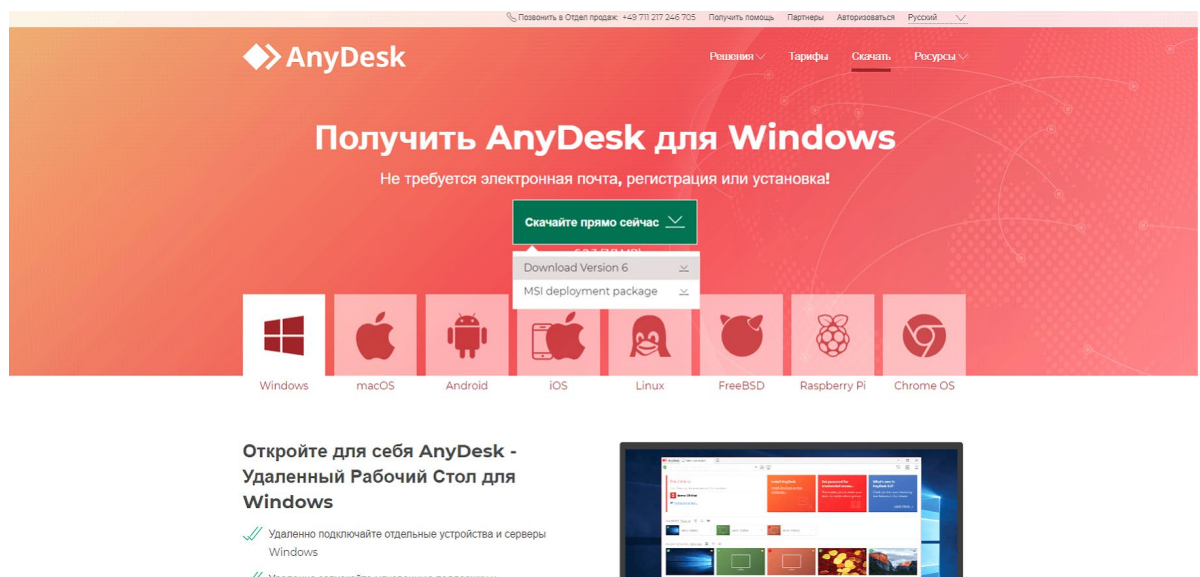 Позвонить в Отдел продаж: +49 711 217 246 705 Получить помощь Партнеры Авторизоваться Русский
AnyDesk
Решения Тарифы Скачать Ресурсы
Получить AnyDesk для Windows
Не требуется электронная почта, регистрация или установка!
Скачайте прямо сейчас
Download Version 6
MSI deployment package
Windows macOS Android iOS Linux FreeBSD Raspberry Pi Chrome OS
Откройте для себя AnyDesk -
Удаленный Рабочий Стол для
Windows
Удаленно подключайте отдельные устройства и серверы
Windows